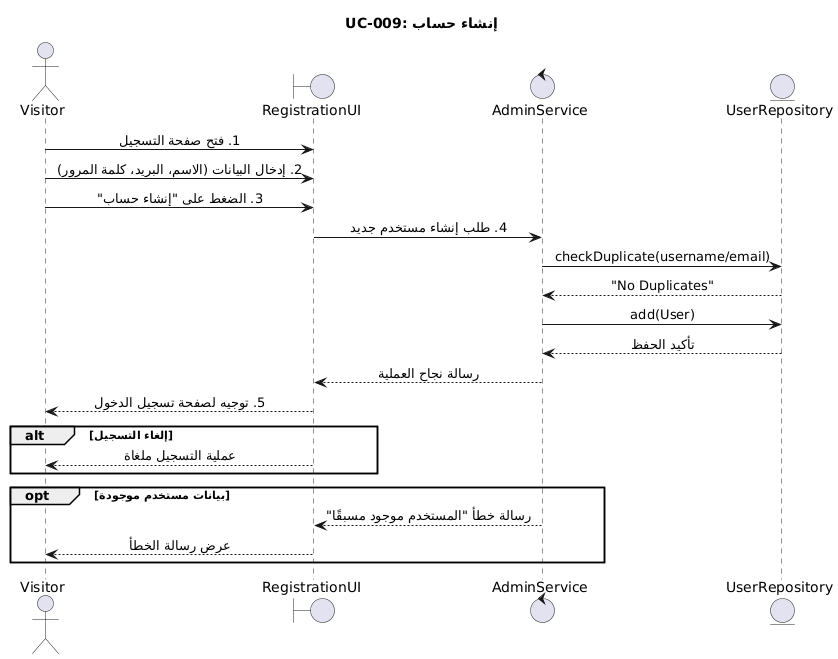 UC-009: إنشاء حساب
Visitor
RegistrationUI
AdminService
UserRepository
1. فتح صفحة التسجيل
2. إدخال البيانات (الاسم، البريد، كلمة المرور)
3. الضغط على "إنشاء حساب"
4. طلب إنشاء مستخدم جديد
checkDuplicate(username/email)
"No Duplicates"
add(User)
تأكيد الحفظ
رسالة نجاح العملية
5. توجيه لصفحة تسجيل الدخول
alt [إلغاء التسجيل]
عملية التسجيل ملغاة
opt [بيانات مستخدم موجودة]
رسالة خطأ "المستخدم موجود مسبقًا"
عرض رسالة الخطأ
Visitor
RegistrationUI
AdminService
UserRepository